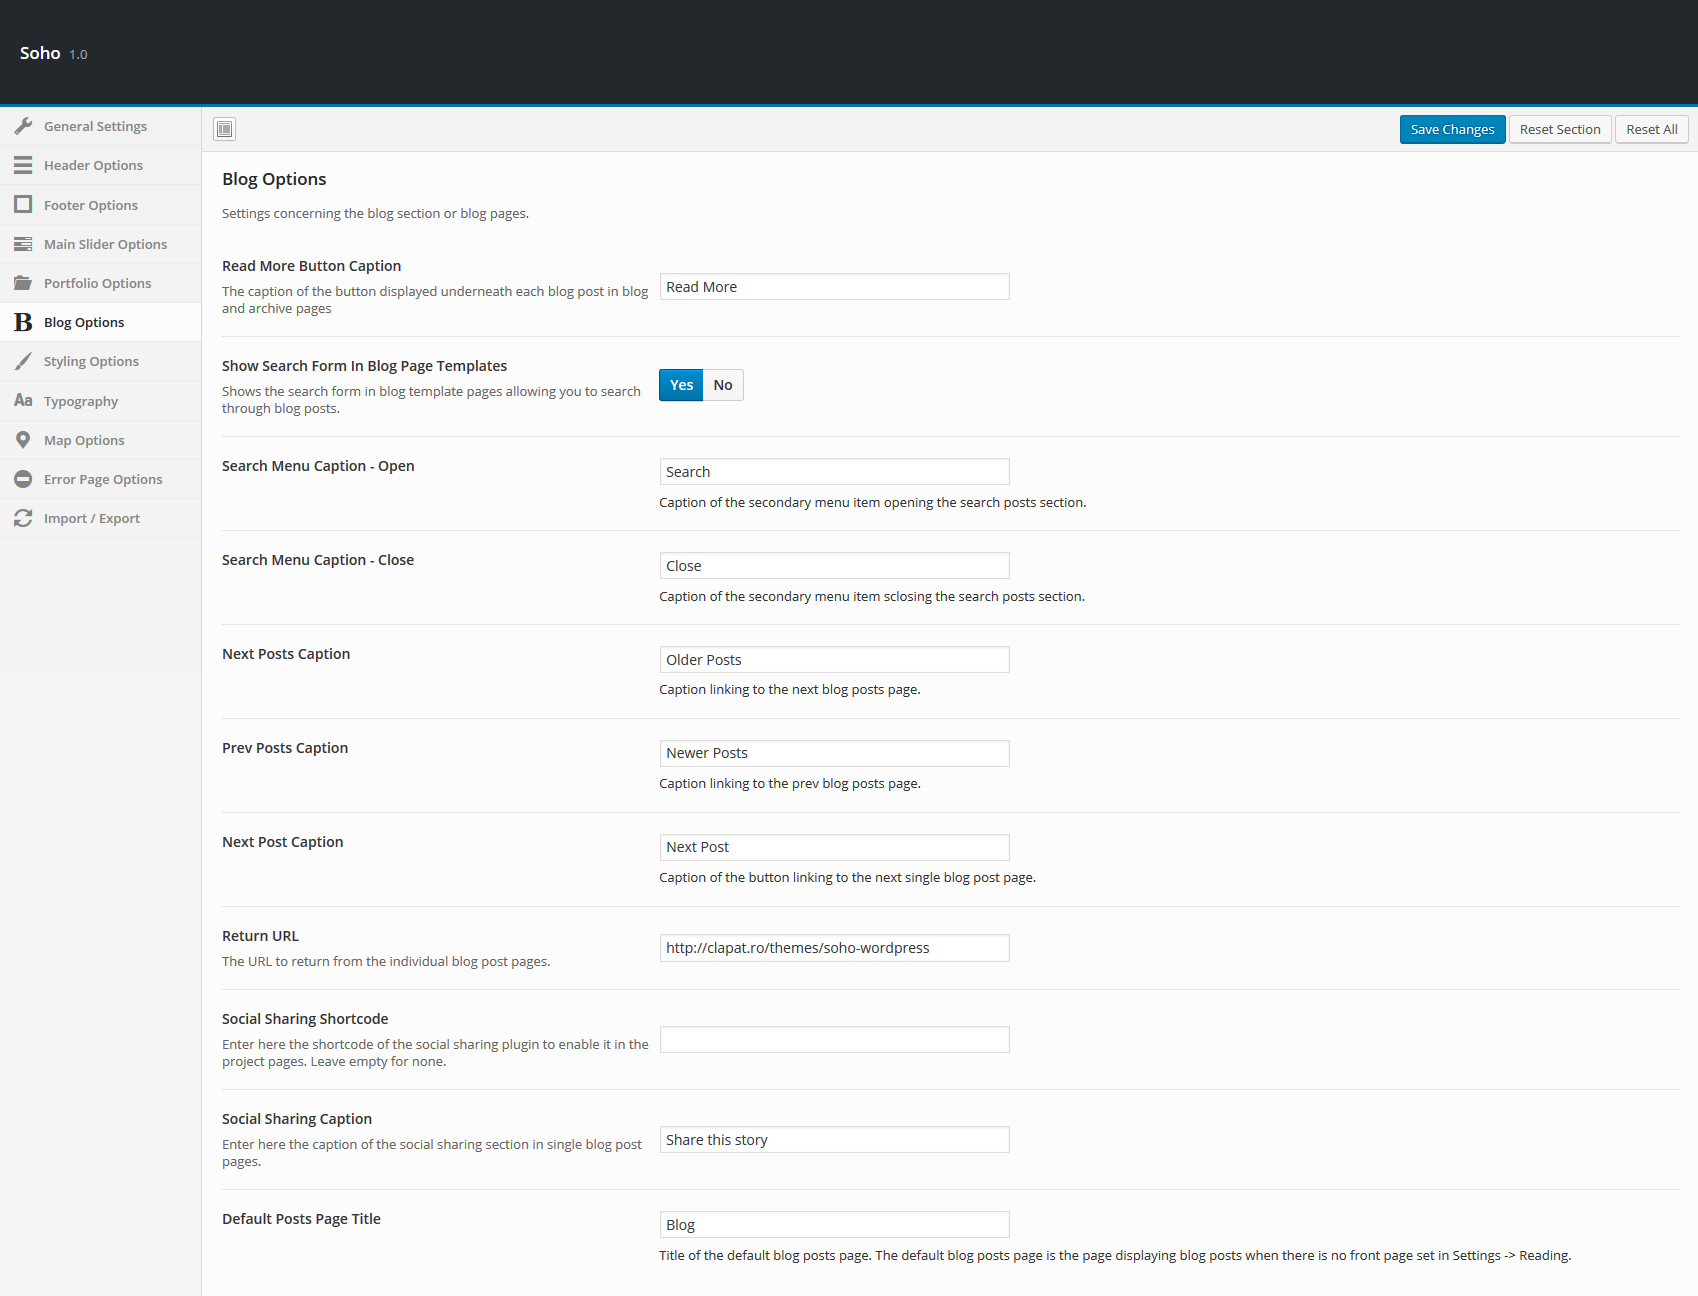 Soho 1.0
General Settings
Header Options
Footer Options
Main Slider Options
Portfolio Options
B Blog Options
Styling Options
Aa Typography
Map Options
Error Page Options
Import / Export
Save Changes Reset Section Reset All
Blog Options
Settings concerning the blog section or blog pages.
Read More Button Caption
The caption of the button displayed underneath each blog post in blog
and archive pages
Read More
Show Search Form In Blog Page Templates
Shows the search form in blog template pages allowing you to search
through blog posts.
Yes No
Search Menu Caption - Open
Search
Caption of the secondary menu item opening the search posts section.
Search Menu Caption - Close
Close
Caption of the secondary menu item sclosing the search posts section.
Next Posts Caption
Older Posts
Caption linking to the next blog posts page.
Prev Posts Caption
Newer Posts
Caption linking to the prev blog posts page.
Next Post Caption
Next Post
Caption of the button linking to the next single blog post page.
Return URL
The URL to return from the individual blog post pages.
http://clapat.ro/themes/soho-wordpress
Social Sharing Shortcode
Enter here the shortcode of the social sharing plugin to enable it in the
project pages. Leave empty for none.
Social Sharing Caption
Enter here the caption of the social sharing section in single blog post
pages.
Share this story
Default Posts Page Title
Blog
Title of the default blog posts page. The default blog posts page is the page displaying blog posts when there is no front page set in Settings -> Reading.